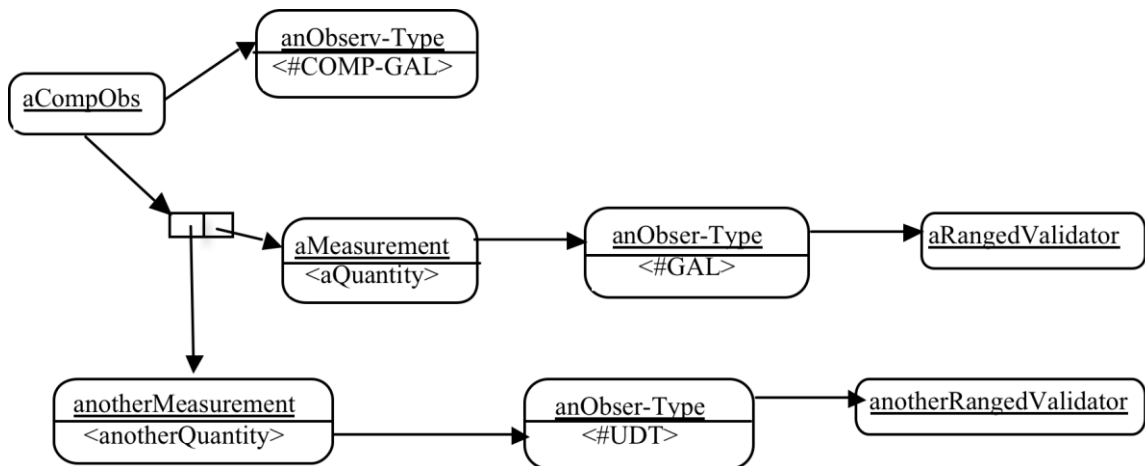 anObserv-Type
<#COMP-GAL>
aCompObs
aMeasurement
<aQuantity>
anObser-Type
<#GAL>
aRangedValidator
anotherMeasurement
<anotherQuantity>
anObser-Type
<#UDT>
anotherRangedValidator